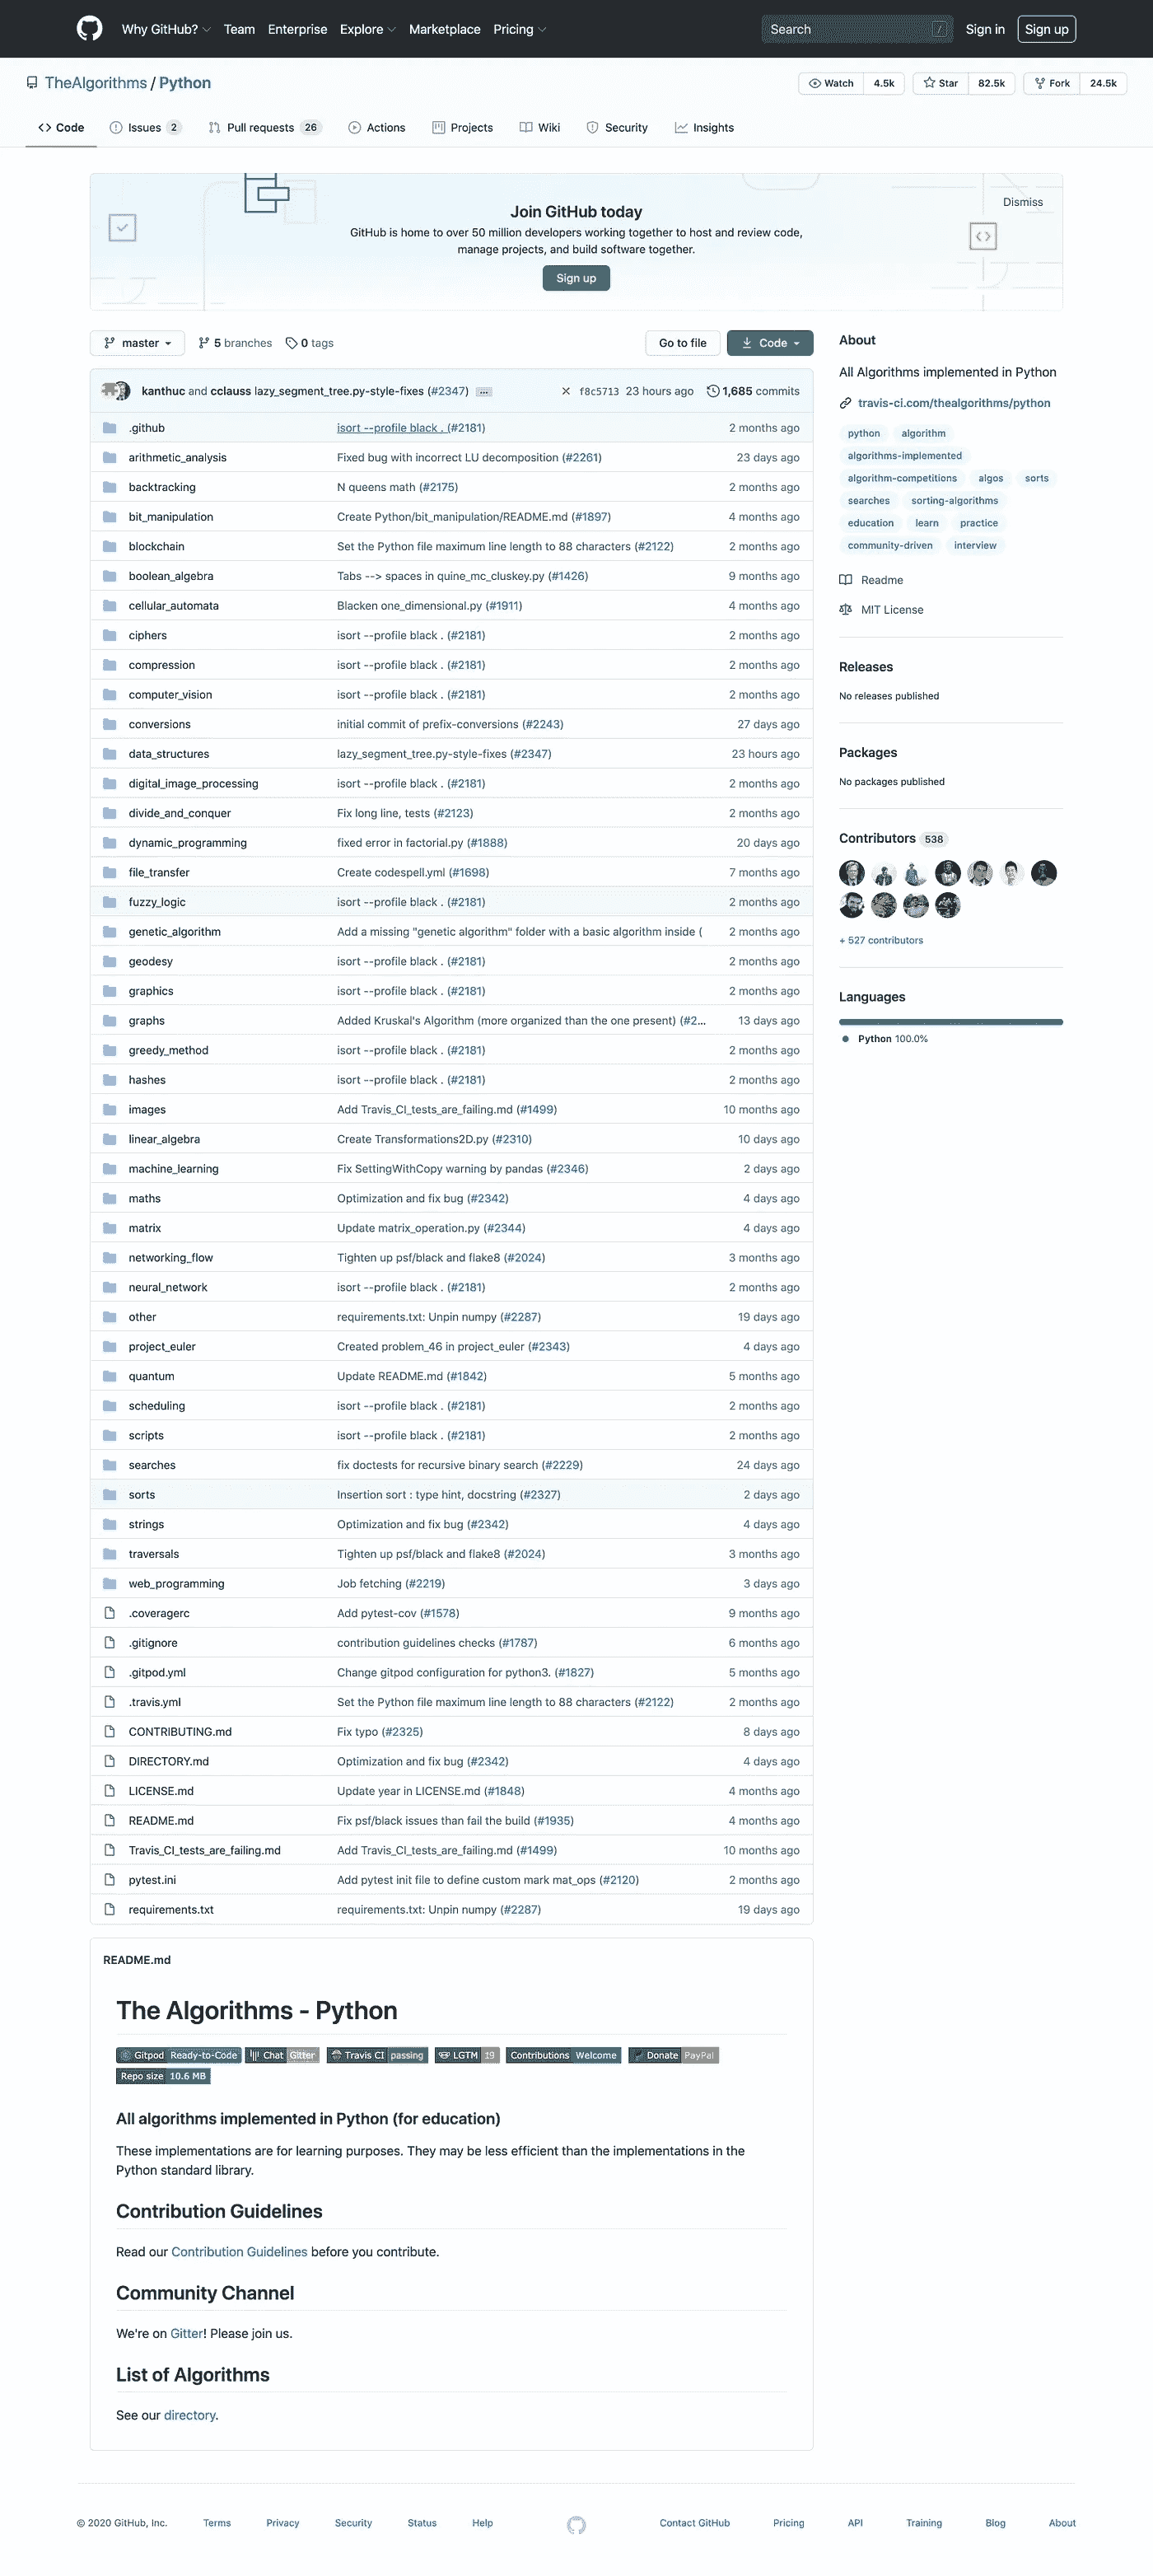 Why GitHub? Team Enterprise Explore Marketplace Pricing Search / Sign in Sign up
TheAlgorithms / Python Watch 4.5k Star 82.5k Fork 24.5k
Code Issues 2 Pull requests 26 Actions Projects Wiki Security Insights
Dismiss
Join GitHub today
GitHub is home to over 50 million developers working together to host and review code,
manage projects, and build software together.
Sign up
master 5 branches 0 tags Go to file Code
kanthuc and cclauss lazy_segment_tree.py-style-fixes (#2347) ... f8c5713 23 hours ago 1,685 commits
.github isort --profile black . (#2181) 2 months ago
arithmetic_analysis Fixed bug with incorrect LU decomposition (#2261) 23 days ago
backtracking N queens math (#2175) 2 months ago
bit_manipulation Create Python/bit_manipulation/README.md (#1897) 4 months ago
blockchain Set the Python file maximum line length to 88 characters (#2122) 2 months ago
boolean_algebra Tabs --> spaces in quine_mc_cluskey.py (#1426) 9 months ago
cellular_automata Blacken one_dimensional.py (#1911) 4 months ago
ciphers isort --profile black . (#2181) 2 months ago
compression isort --profile black . (#2181) 2 months ago
computer_vision isort --profile black . (#2181) 2 months ago
conversions initial commit of prefix-conversions (#2243) 27 days ago
data_structures lazy_segment_tree.py-style-fixes (#2347) 23 hours ago
digital_image_processing isort --profile black . (#2181) 2 months ago
divide_and_conquer Fix long line, tests (#2123) 2 months ago
dynamic_programming fixed error in factorial.py (#1888) 20 days ago
file_transfer Create codespell.yml (#1698) 7 months ago
fuzzy_logic isort --profile black . (#2181) 2 months ago
genetic_algorithm Add a missing "genetic algorithm" folder with a basic algorithm inside ( 2 months ago
geodesy isort --profile black . (#2181) 2 months ago
graphics isort --profile black . (#2181) 2 months ago
graphs Added Kruskal's Algorithm (more organized than the one present) (#2... 13 days ago
greedy_method isort --profile black . (#2181) 2 months ago
hashes isort --profile black . (#2181) 2 months ago
images Add Travis_CI_tests_are_failing.md (#1499) 10 months ago
linear_algebra Create Transformations2D.py (#2310) 10 days ago
machine_learning Fix SettingWithCopy warning by pandas (#2346) 2 days ago
maths Optimization and fix bug (#2342) 4 days ago
matrix Update matrix_operation.py (#2344) 4 days ago
networking_flow Tighten up psf/black and flake8 (#2024) 3 months ago
neural_network isort --profile black . (#2181) 2 months ago
other requirements.txt: Unpin numpy (#2287) 19 days ago
project_euler Created problem_46 in project_euler (#2343) 4 days ago
quantum Update README.md (#1842) 5 months ago
scheduling isort --profile black . (#2181) 2 months ago
scripts isort --profile black . (#2181) 2 months ago
searches fix doctests for recursive binary search (#2229) 24 days ago
sorts Insertion sort : type hint, docstring (#2327) 2 days ago
strings Optimization and fix bug (#2342) 4 days ago
traversals Tighten up psf/black and flake8 (#2024) 3 months ago
web_programming Job fetching (#2219) 3 days ago
.coveragerc Add pytest-cov (#1578) 9 months ago
.gitignore contribution guidelines checks (#1787) 6 months ago
.gitpod.yml Change gitpod configuration for python3. (#1827) 5 months ago
.travis.yml Set the Python file maximum line length to 88 characters (#2122) 2 months ago
CONTRIBUTING.md Fix typo (#2325) 8 days ago
DIRECTORY.md Optimization and fix bug (#2342) 4 days ago
LICENSE.md Update year in LICENSE.md (#1848) 4 months ago
README.md Fix psf/black issues than fail the build (#1935) 4 months ago
Travis_CI_tests_are_failing.md Add Travis_CI_tests_are_failing.md (#1499) 10 months ago
pytest.ini Add pytest init file to define custom mark mat_ops (#2120) 2 months ago
requirements.txt requirements.txt: Unpin numpy (#2287) 19 days ago
About
All Algorithms implemented in Python
travis-ci.com/thealgorithms/python
python algorithm
algorithms-implemented
algorithm-competitions algos sorts
searches sorting-algorithms
education learn practice
community-driven interview
Readme
MIT License
Releases
No releases published
Packages
No packages published
Contributors 538
+ 527 contributors
Languages
Python 100.0%
README.md
The Algorithms - Python
Gitpod Ready-to-Code Chat Gitter Travis CI passing LGTM 19 Contributions Welcome Donate PayPal
Repo size 10.6 MB
All algorithms implemented in Python (for education)
These implementations are for learning purposes. They may be less efficient than the implementations in the
Python standard library.
Contribution Guidelines
Read our Contribution Guidelines before you contribute.
Community Channel
We're on Gitter! Please join us.
List of Algorithms
See our directory.
© 2020 GitHub, Inc. Terms Privacy Security Status Help Contact GitHub Pricing API Training Blog About